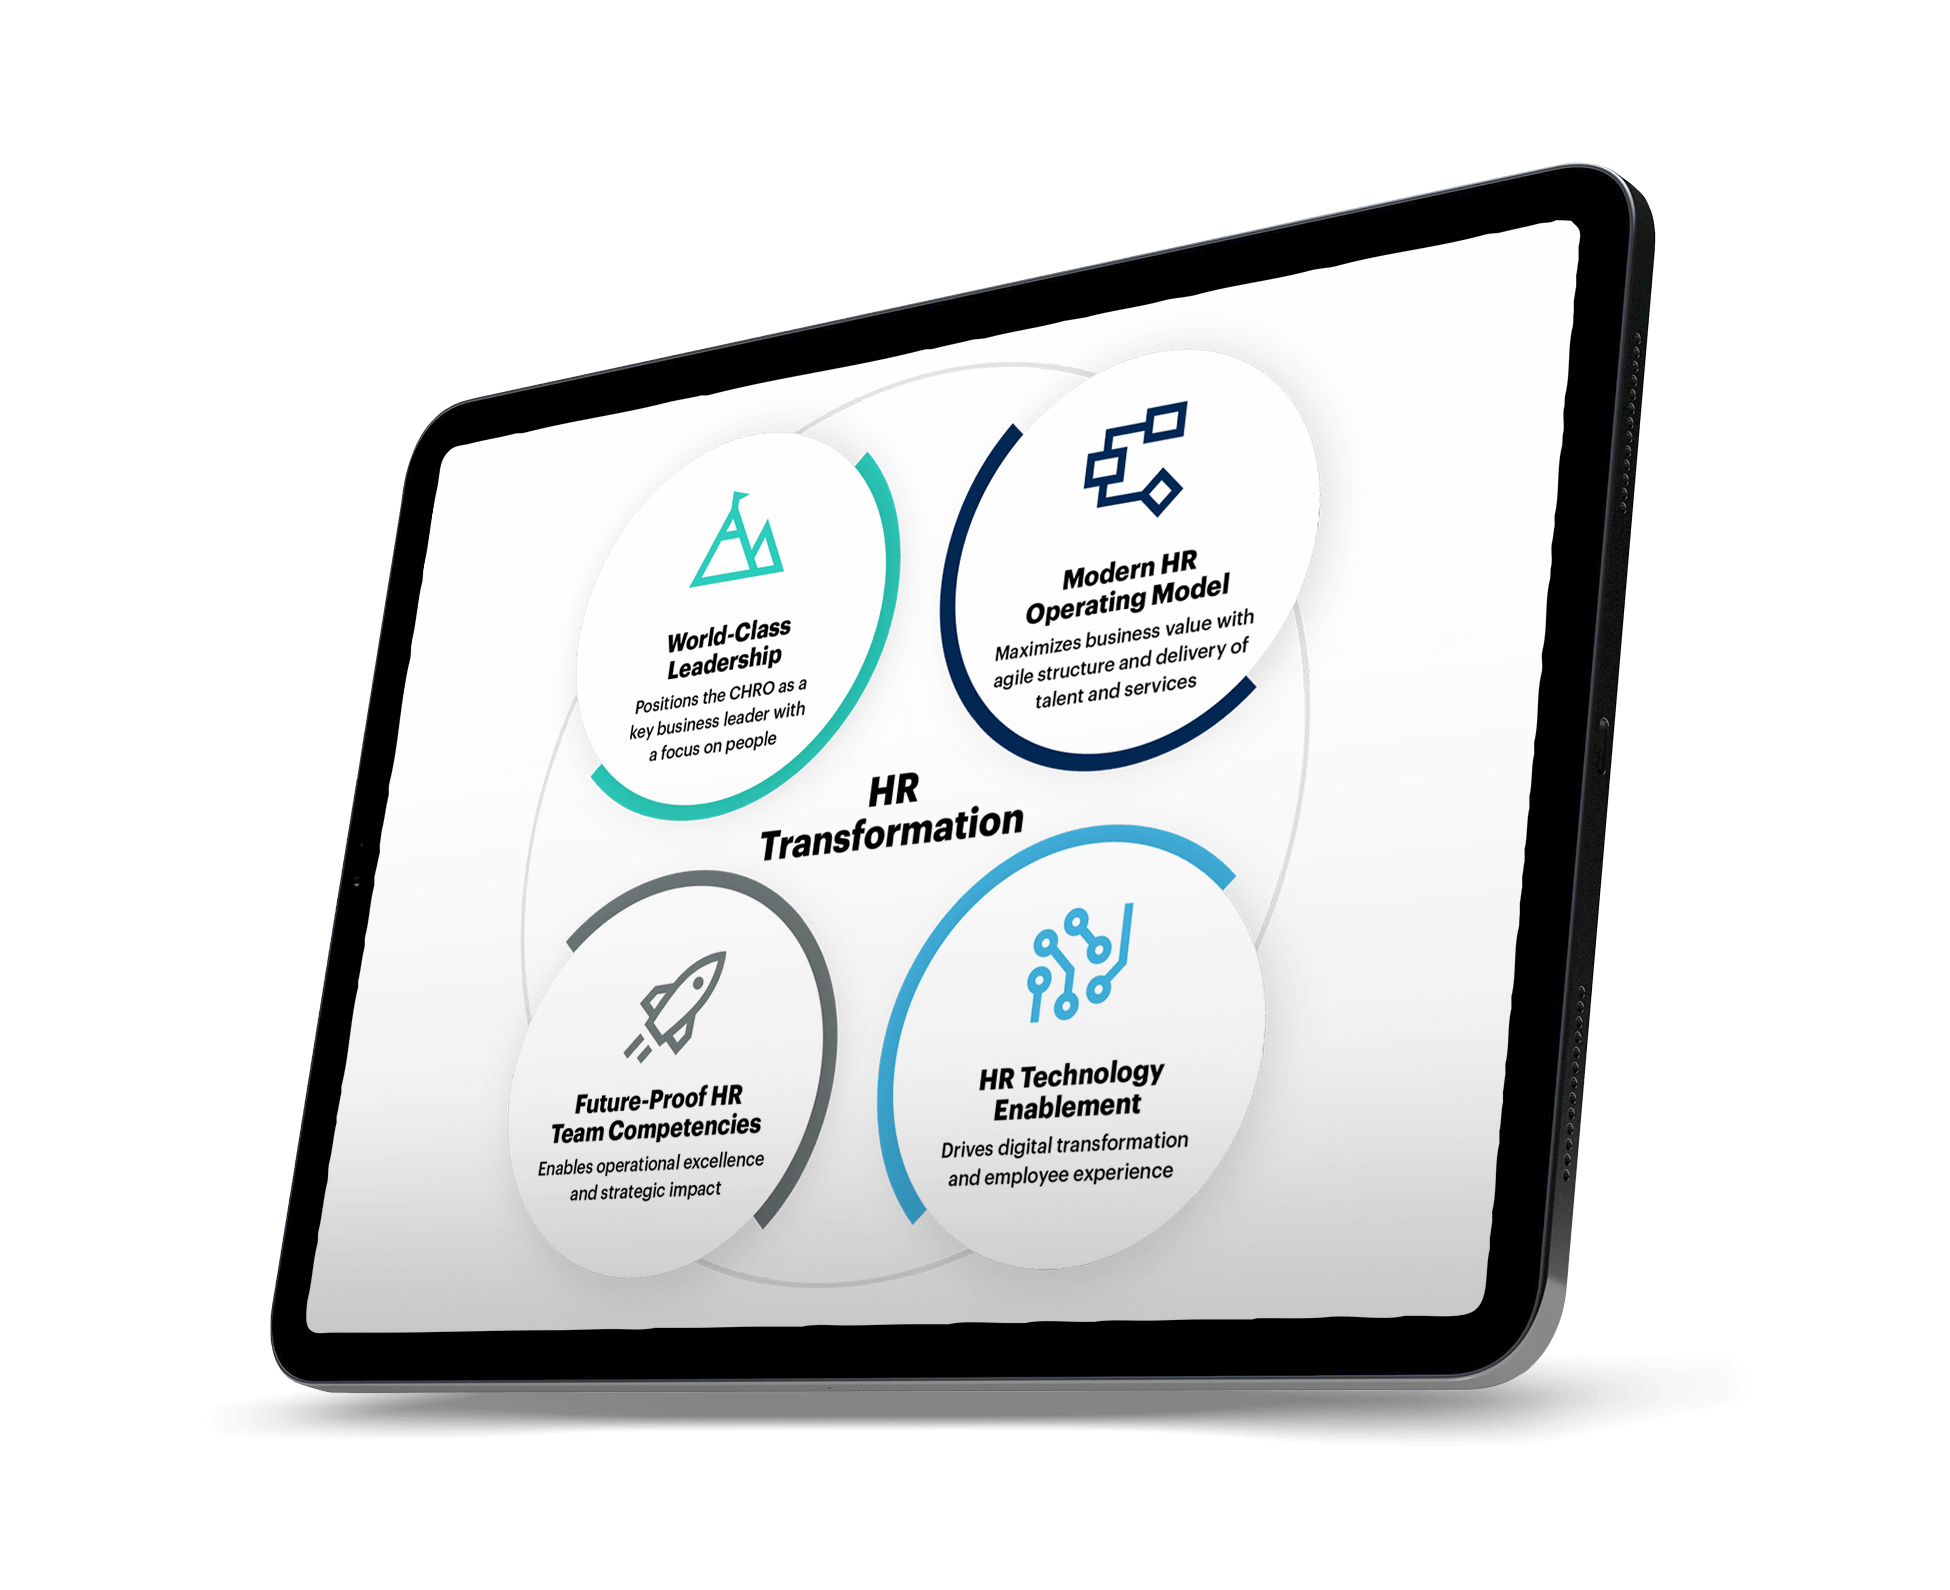 World-Class
Leadership
Positions the CHRO as a
key business leader with
a focus on people
Modern HR
Operating Model
Maximizes business value with
agile structure and delivery of
talent and services
HR
Transformation
Future-Proof HR
Team Competencies
Enables operational excellence
and strategic impact
HR Technology
Enablement
Drives digital transformation
and employee experience